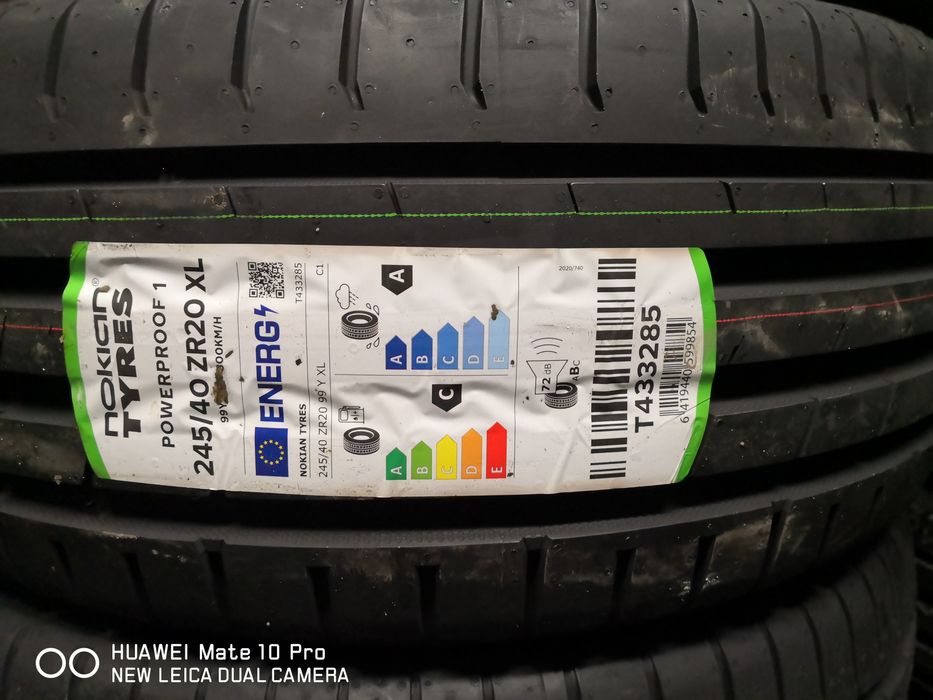 nokian®
TYRES
POWERPROOF 1
245/40 ZR20 XL
ENERG
T433285
NOKIAN TYRES
245/40 ZR20 99 Y XL
C1
A
A
B
C
D
E
C
A
B
C
D
E
2020/740
72 dB
ABC
T433285
6 419440 599854
HUAWEI Mate 10 Pro
NEW LEICA DUAL CAMERA